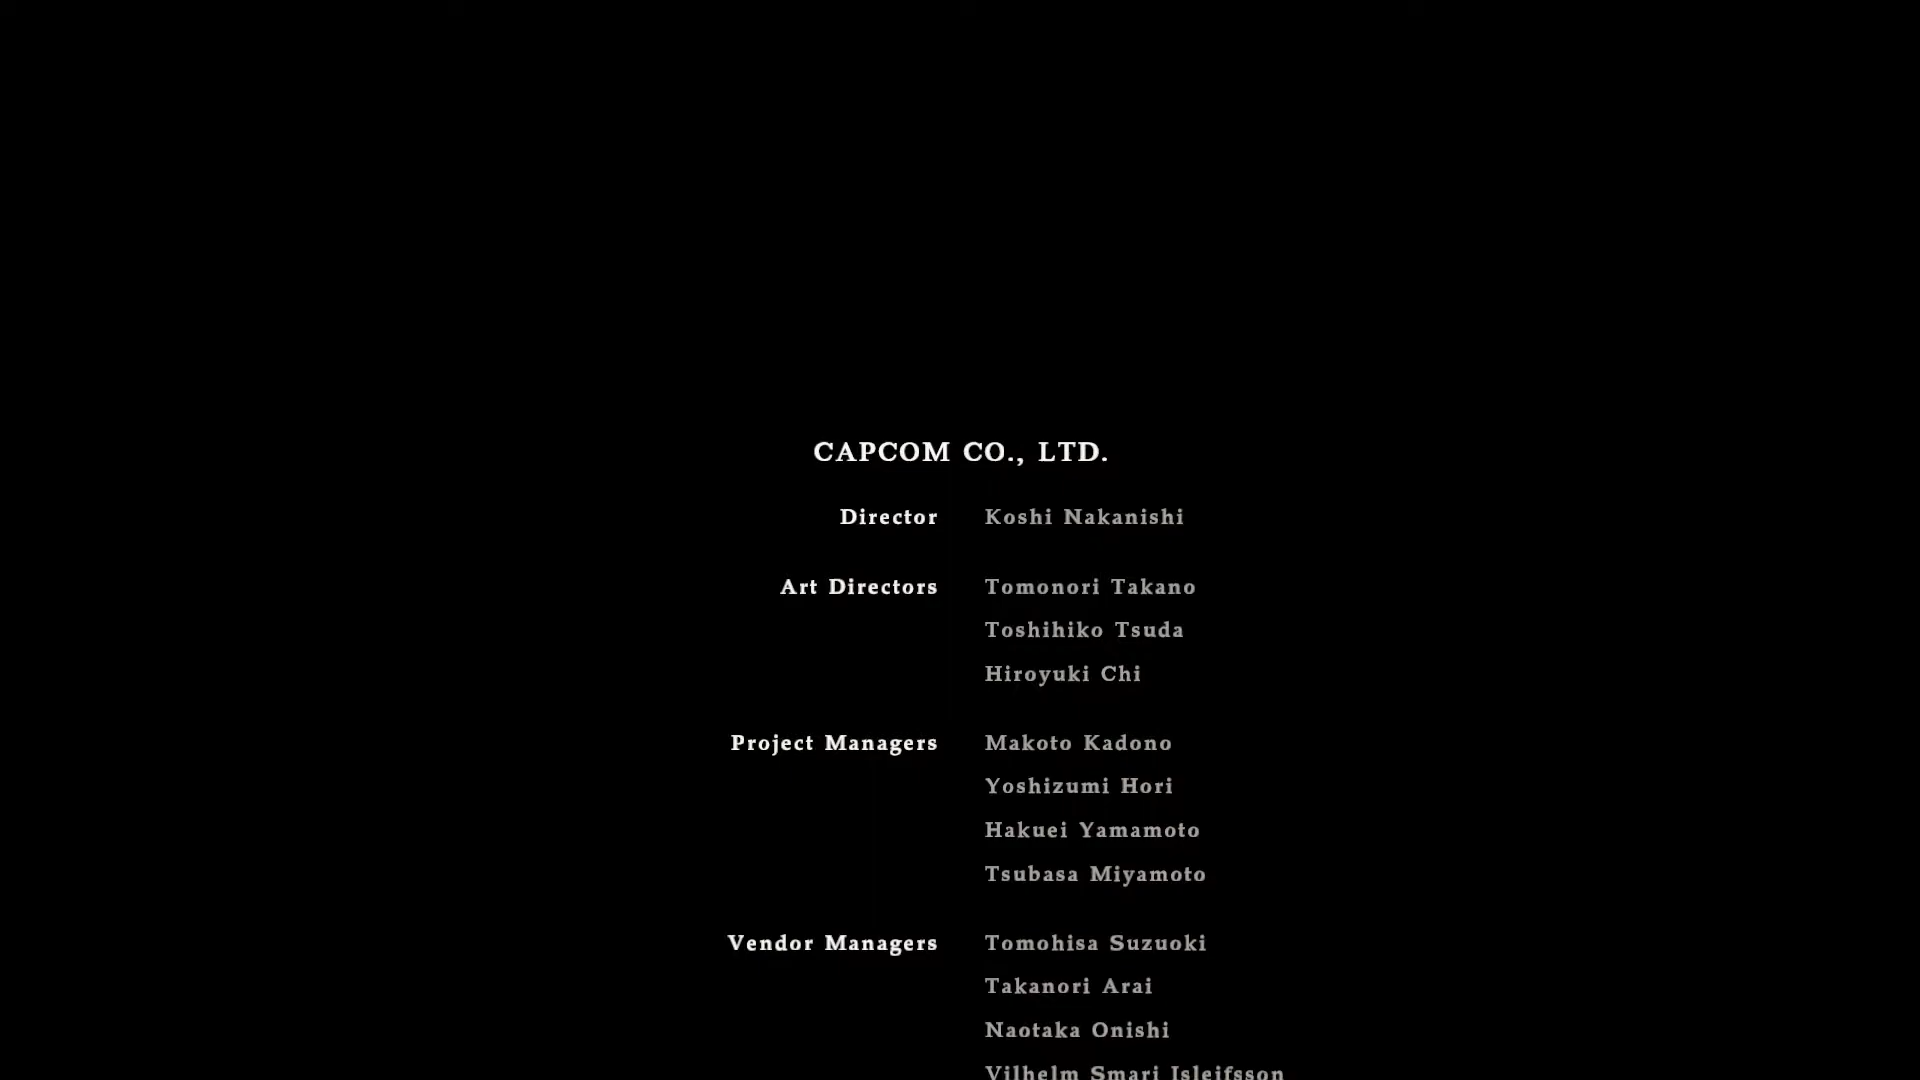 CAPCOM CO., LTD.
Director Koshi Nakanishi
Art Directors Tomonori Takano
Toshihiko Tsuda
Hiroyuki Chi
Project Managers Makoto Kadono
Yoshizumi Hori
Hakuei Yamamoto
Tsubasa Miyamoto
Vendor Managers Tomohisa Suzuoki
Takanori Arai
Naotaka Onishi
Vilhelm Smari Isleifsson